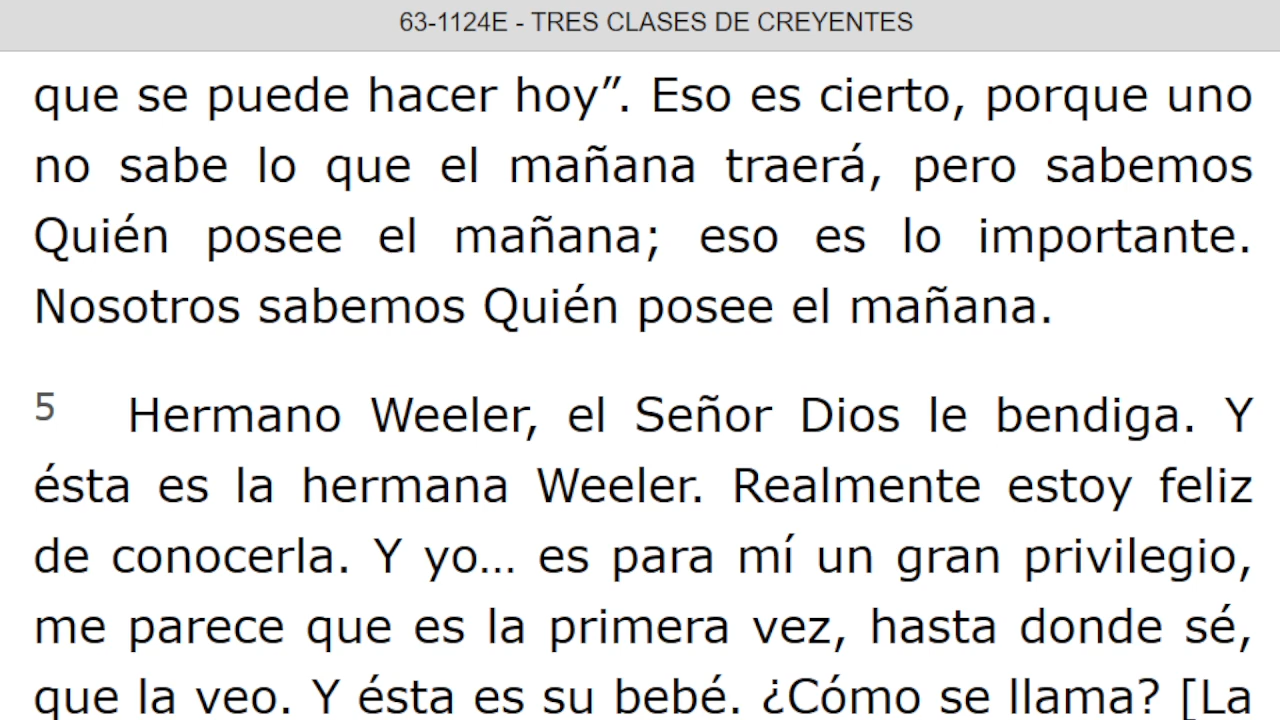 63-1124E - TRES CLASES DE CREYENTES
que se puede hacer hoy”. Eso es cierto, porque uno
no sabe lo que el mañana traerá, pero sabemos
Quién posee el mañana; eso es lo importante.
Nosotros sabemos Quién posee el mañana.
5 Hermano Weeler, el Señor Dios le bendiga. Y
ésta es la hermana Weeler. Realmente estoy feliz
de conocerla. Y yo… es para mí un gran privilegio,
me parece que es la primera vez, hasta donde sé,
que la veo. Y ésta es su bebé. ¿Cómo se llama? [La